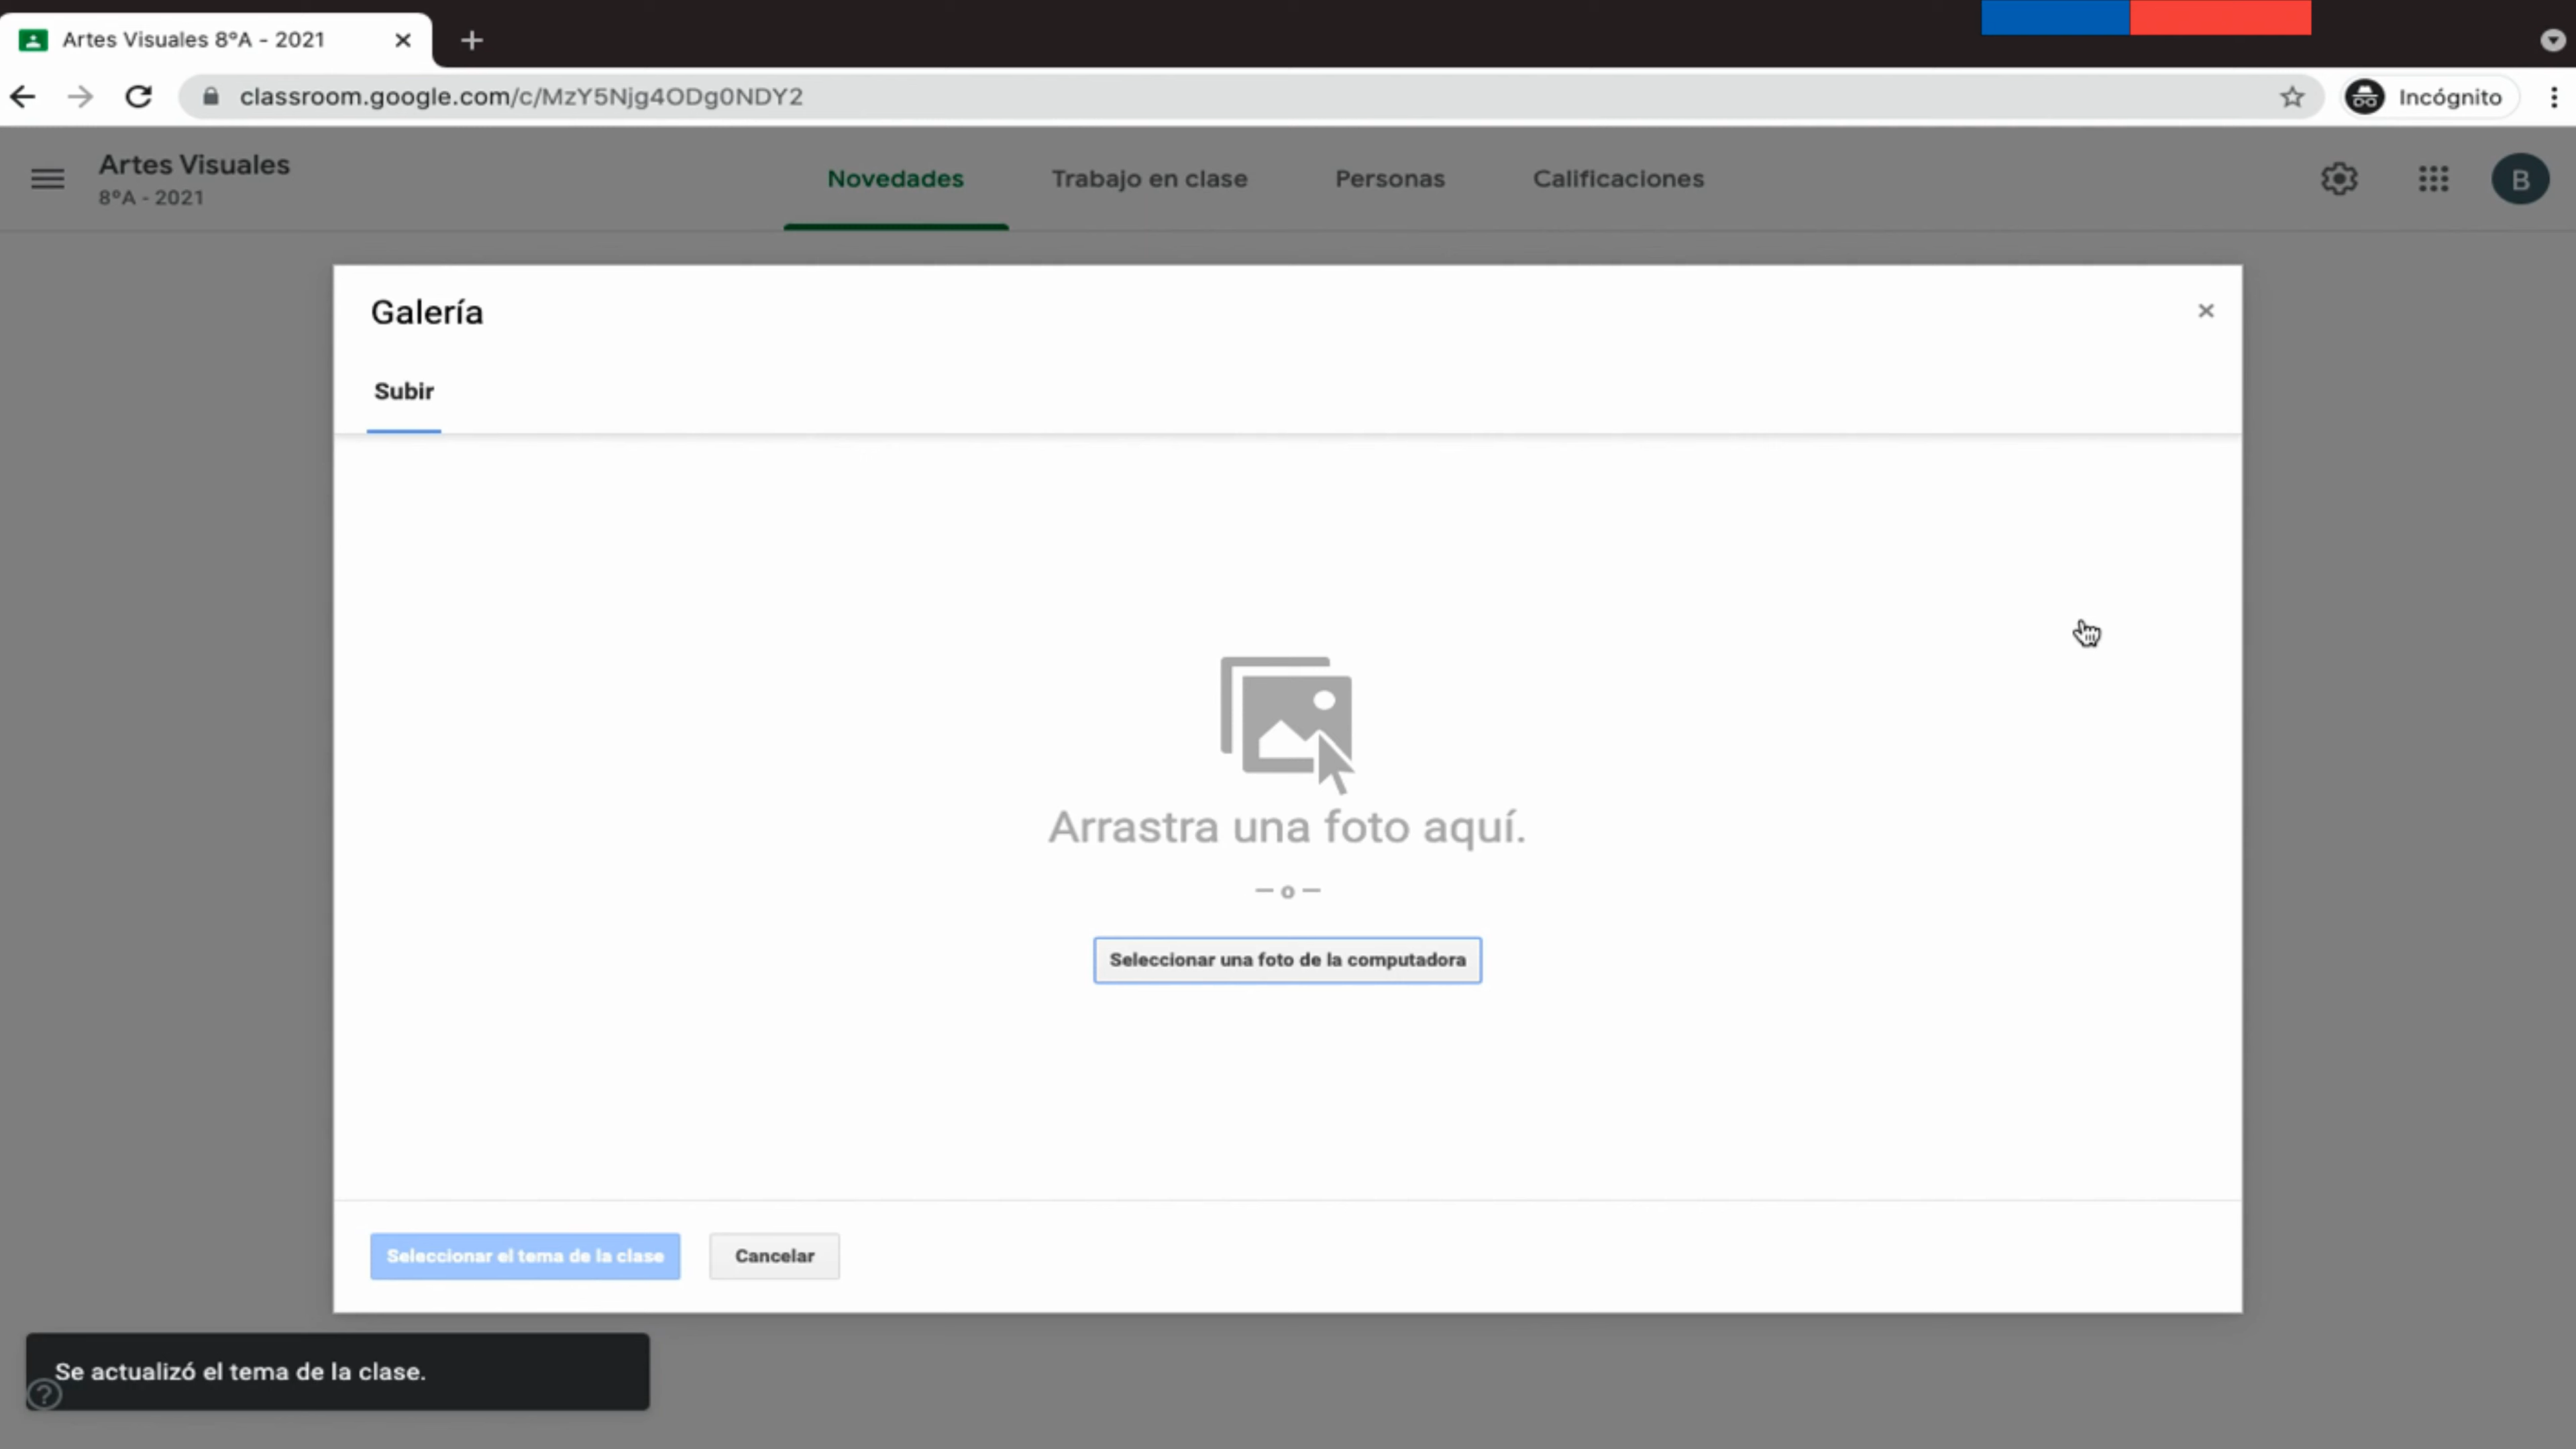 Artes Visuales 8°A - 2021
classroom.google.com/c/MzY5Njg4ODg0NDY2
Incógnito
Artes Visuales
8°A - 2021
Novedades
Trabajo en clase
Personas
Calificaciones
B
Galería
Subir
Arrastra una foto aquí.
— o —
Seleccionar una foto de la computadora
Seleccionar el tema de la clase
Cancelar
Se actualizó el tema de la clase.